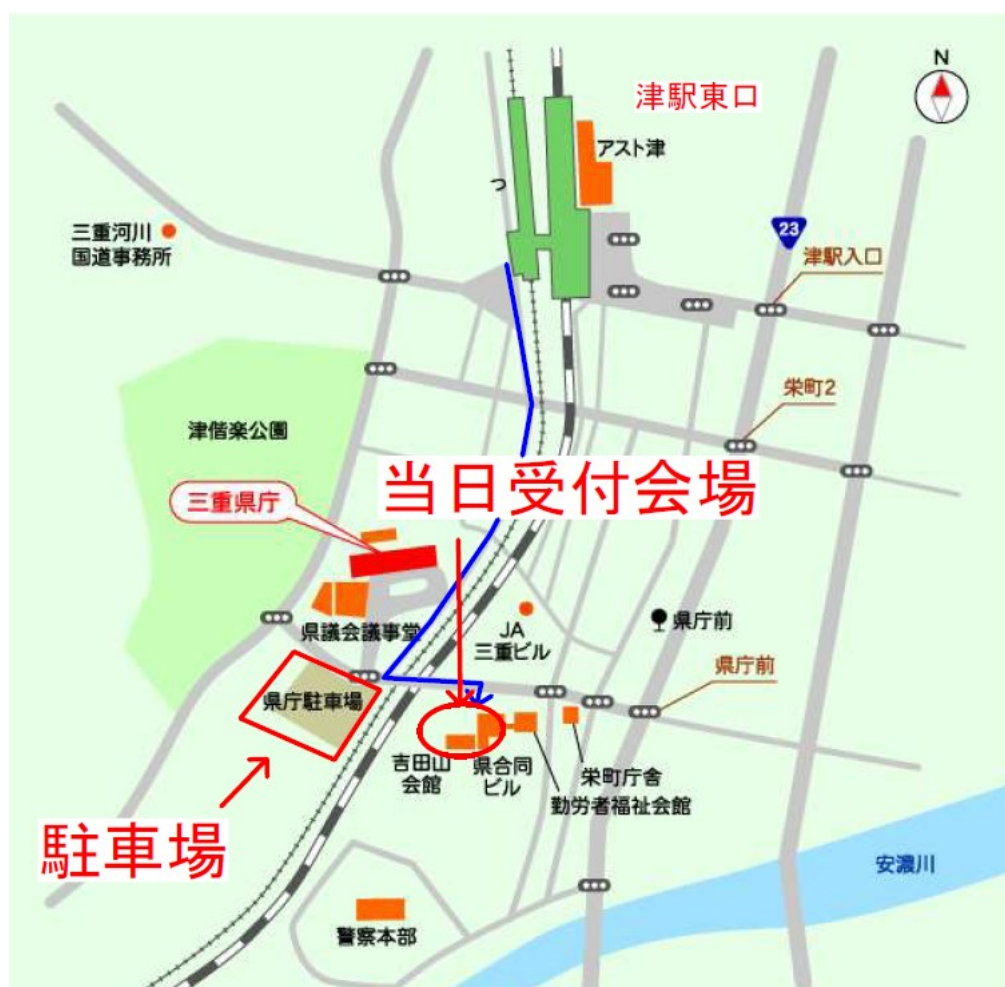 N
津駅東口
アスト津
つ
23
三重河川
国道事務所
津駅入口
栄町2
津偕楽公園
当日受付会場
三重県庁
県議会議事堂
JA
三重ビル
県庁前
県庁前
県庁駐車場
吉田山
会館
県合同
ビル
栄町庁舎
勤労者福祉会館
駐車場
安濃川
警察本部